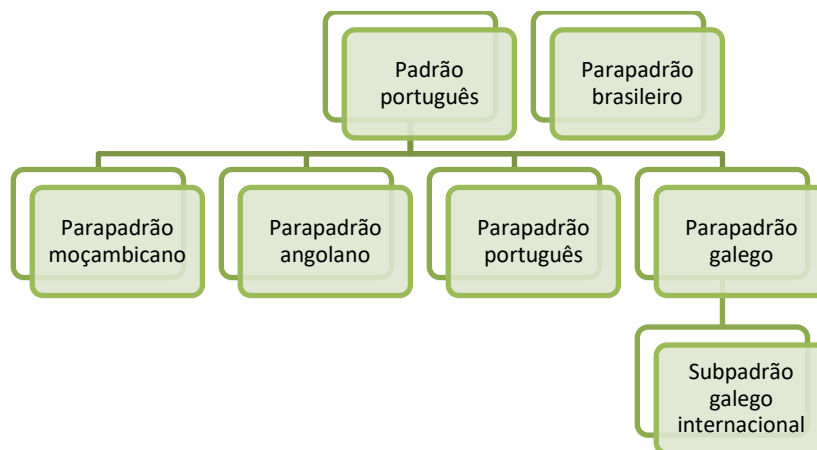 Padrão
português
Parapadrão
brasileiro
Parapadrão
moçambicano
Parapadrão
angolano
Parapadrão
português
Parapadrão
galego
Subpadrão
galego
internacional